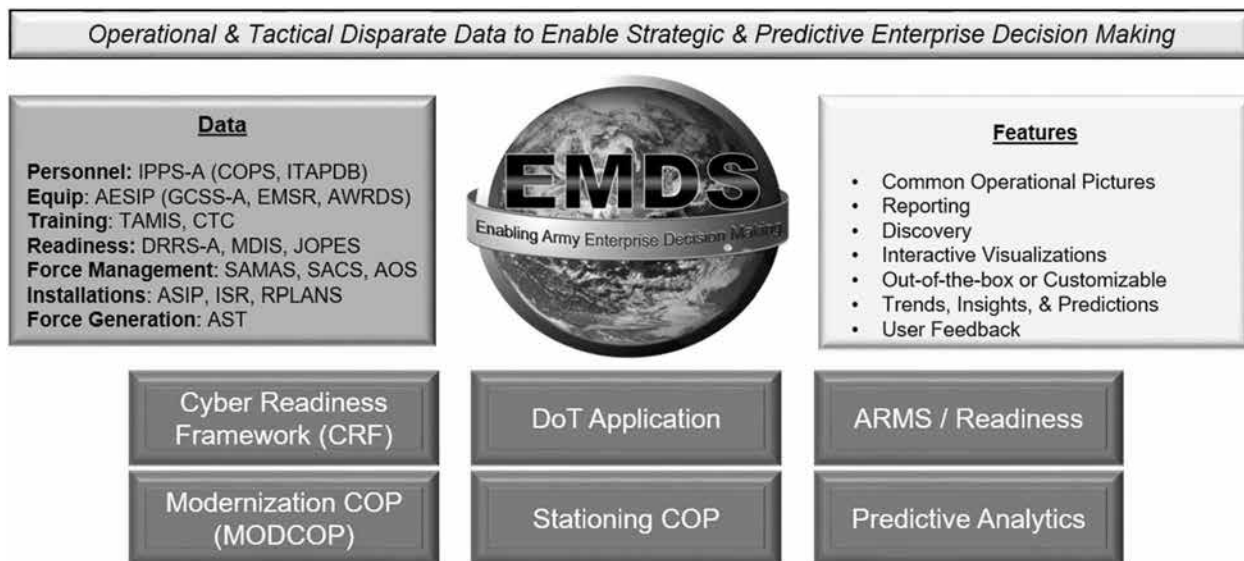 Operational & Tactical Disparate Data to Enable Strategic & Predictive Enterprise Decision Making
Data
Personnel: IPPS-A (COPS, ITAPDB)
Equip: AESIP (GCSS-A, EMSR, AWRDS)
Training: TAMIS, CTC
Readiness: DRRS-A, MDIS, JOPES
Force Management: SAMAS, SACS, AOS
Installations: ASIP, ISR, RPLANS
Force Generation: AST
EMDS
Enabling Army Enterprise Decision Making
Features
• Common Operational Pictures
• Reporting
• Discovery
• Interactive Visualizations
• Out-of-the-box or Customizable
• Trends, Insights, & Predictions
• User Feedback
Cyber Readiness
Framework (CRF)
DoT Application
ARMS / Readiness
Modernization COP
(MODCOP)
Stationing COP
Predictive Analytics